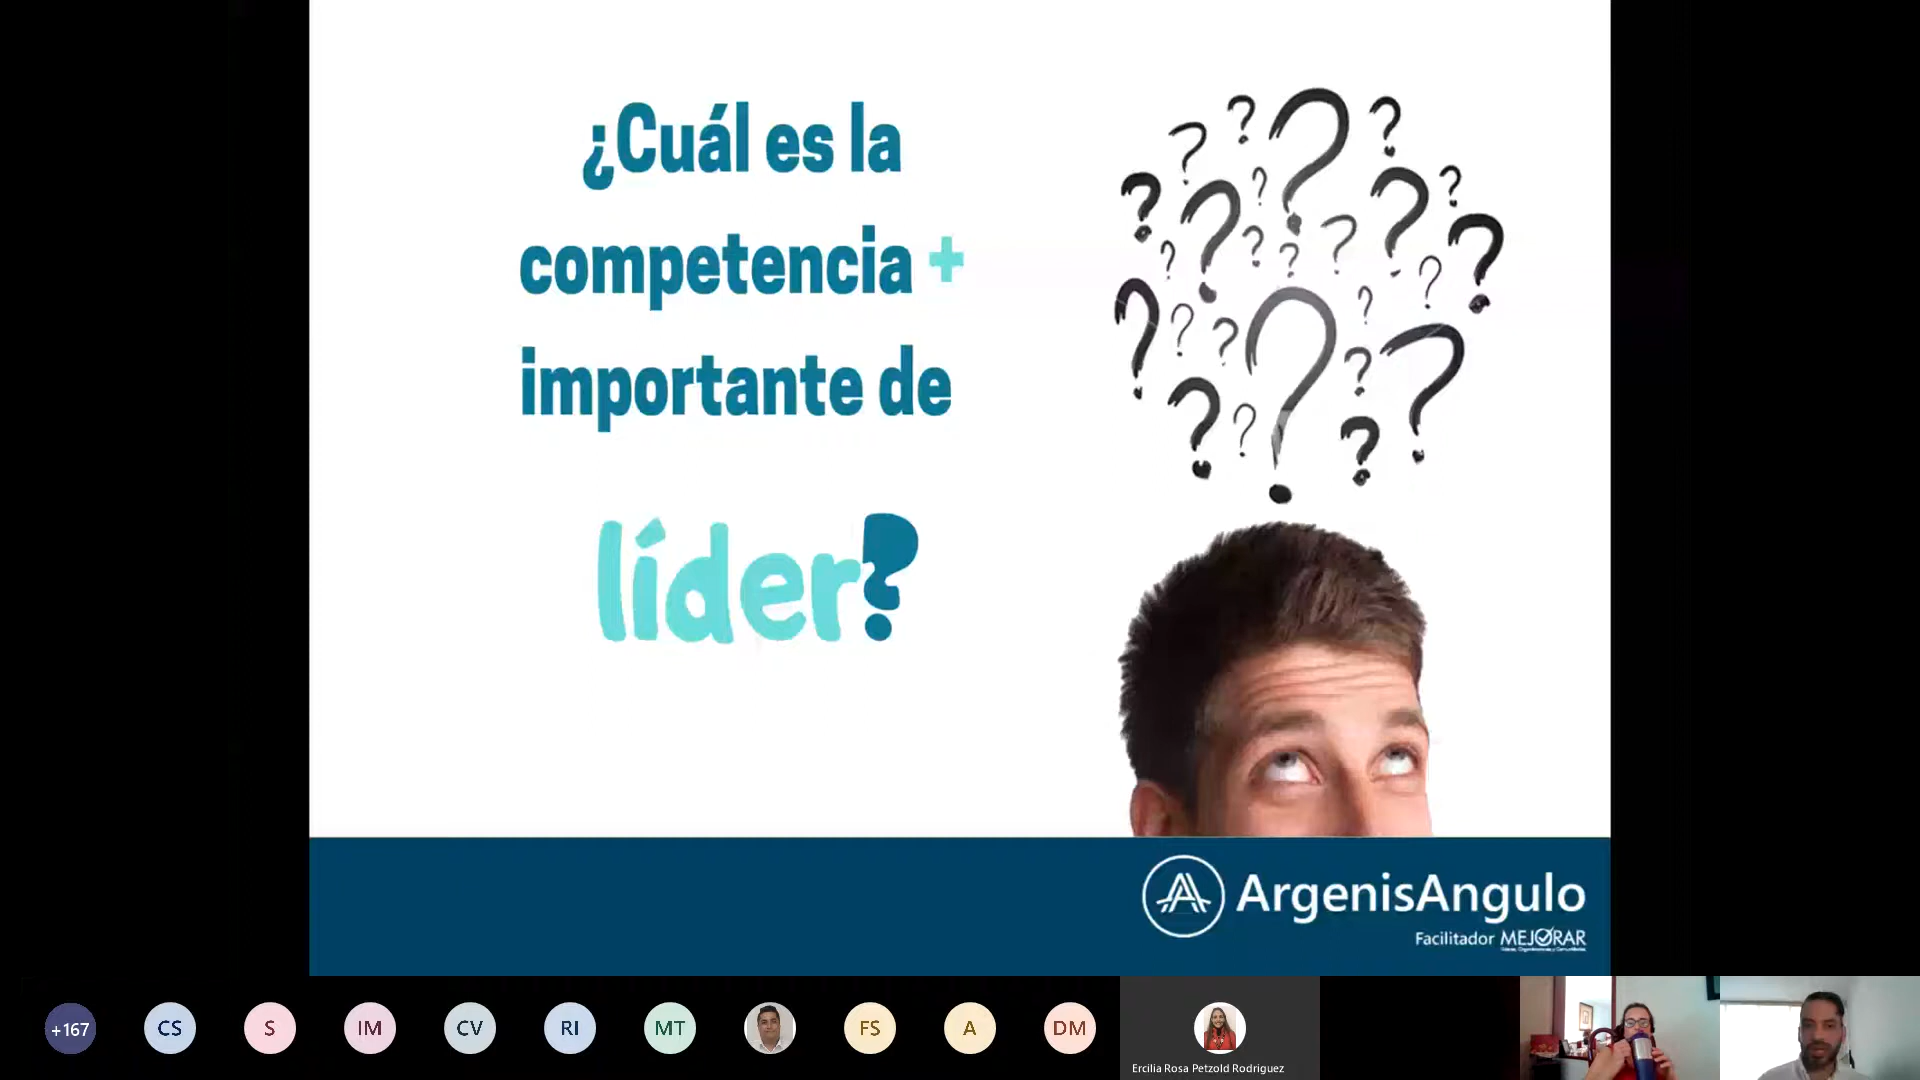 ¿Cuál es la
competencia +
importante de
líder?
ArgenisAngulo
Facilitador MEJORAR
+167
CS
S
IM
CV
RI
MT
FS
A
DM
Ercilia Rosa Petzold Rodriguez